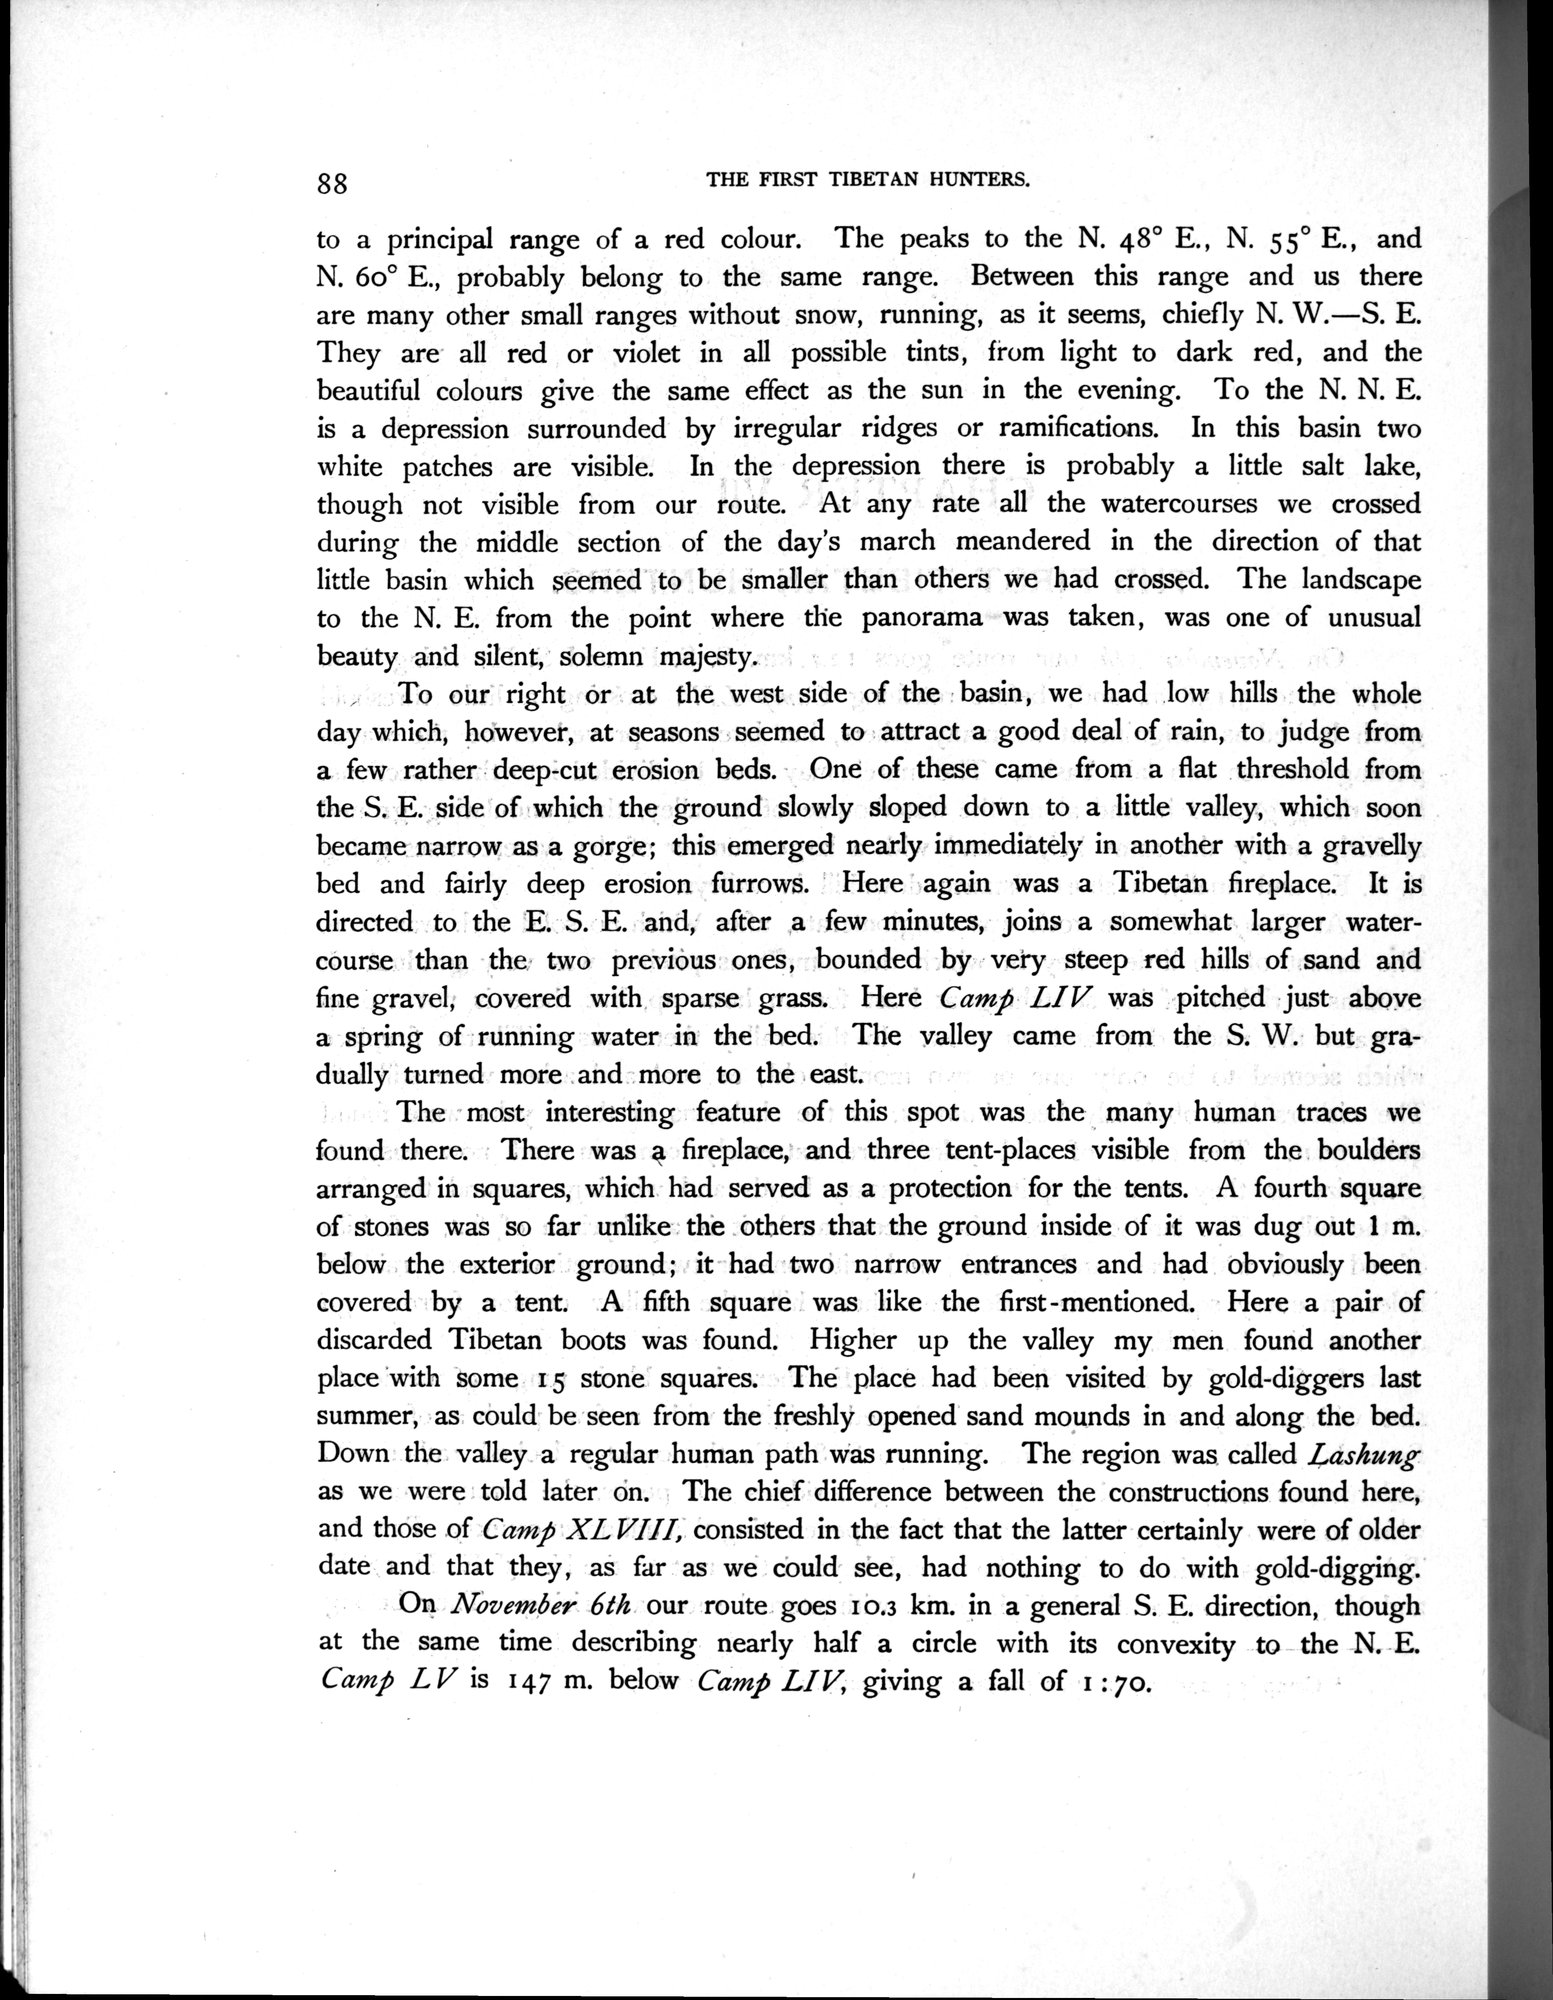 88
THE FIRST TIBETAN HUNTERS.
to a principal range of a red colour. The peaks to the N. 48° E., N. 55° E., and
N. 60° E., probably belong to the same range. Between this range and us there
are many other small ranges without snow, running, as it seems, chiefly N. W.—S. E.
They are all red or violet in all possible tints, from light to dark red, and the
beautiful colours give the same effect as the sun in the evening. To the N. N. E.
is a depression surrounded by irregular ridges or ramifications. In this basin two
white patches are visible. In the depression there is probably a little salt lake,
though not visible from our route. At any rate all the watercourses we crossed
during the middle section of the day's march meandered in the direction of that
little basin which seemed to be smaller than others we had crossed. The landscape
to the N. E. from the point where the panorama was taken, was one of unusual
beauty and silent, solemn majesty.
To our right or at the west side of the basin, we had low hills the whole
day which, however, at seasons seemed to attract a good deal of rain, to judge from
a few rather deep-cut erosion beds. One of these came from a flat threshold from
the S. E. side of which the ground slowly sloped down to a little valley, which soon
became narrow as a gorge; this emerged nearly immediately in another with a gravelly
bed and fairly deep erosion furrows. Here again was a Tibetan fireplace. It is
directed to the E. S. E. and, after a few minutes, joins a somewhat larger water-
course than the two previous ones, bounded by very steep red hills of sand and
fine gravel, covered with sparse grass. Here Camp LIV was pitched just above
a spring of running water in the bed. The valley came from the S. W. but gra-
dually turned more and more to the east.
The most interesting feature of this spot was the many human traces we
found there. There was a fireplace, and three tent-places visible from the boulders
arranged in squares, which had served as a protection for the tents. A fourth square
of stones was so far unlike the others that the ground inside of it was dug out 1 m.
below the exterior ground; it had two narrow entrances and had obviously been
covered by a tent. A fifth square was like the first-mentioned. Here a pair of
discarded Tibetan boots was found. Higher up the valley my men found another
place with some 15 stone squares. The place had been visited by gold-diggers last
summer, as could be seen from the freshly opened sand mounds in and along the bed.
Down the valley a regular human path was running. The region was called Lashung
as we were told later on. The chief difference between the constructions found here,
and those of Camp XLVIII, consisted in the fact that the latter certainly were of older
date and that they, as far as we could see, had nothing to do with gold-digging.
On November 6th our route goes 10.3 km. in a general S. E. direction, though
at the same time describing nearly half a circle with its convexity to the N. E.
Camp LV is 147 m. below Camp LIV, giving a fall of 1 : 70.